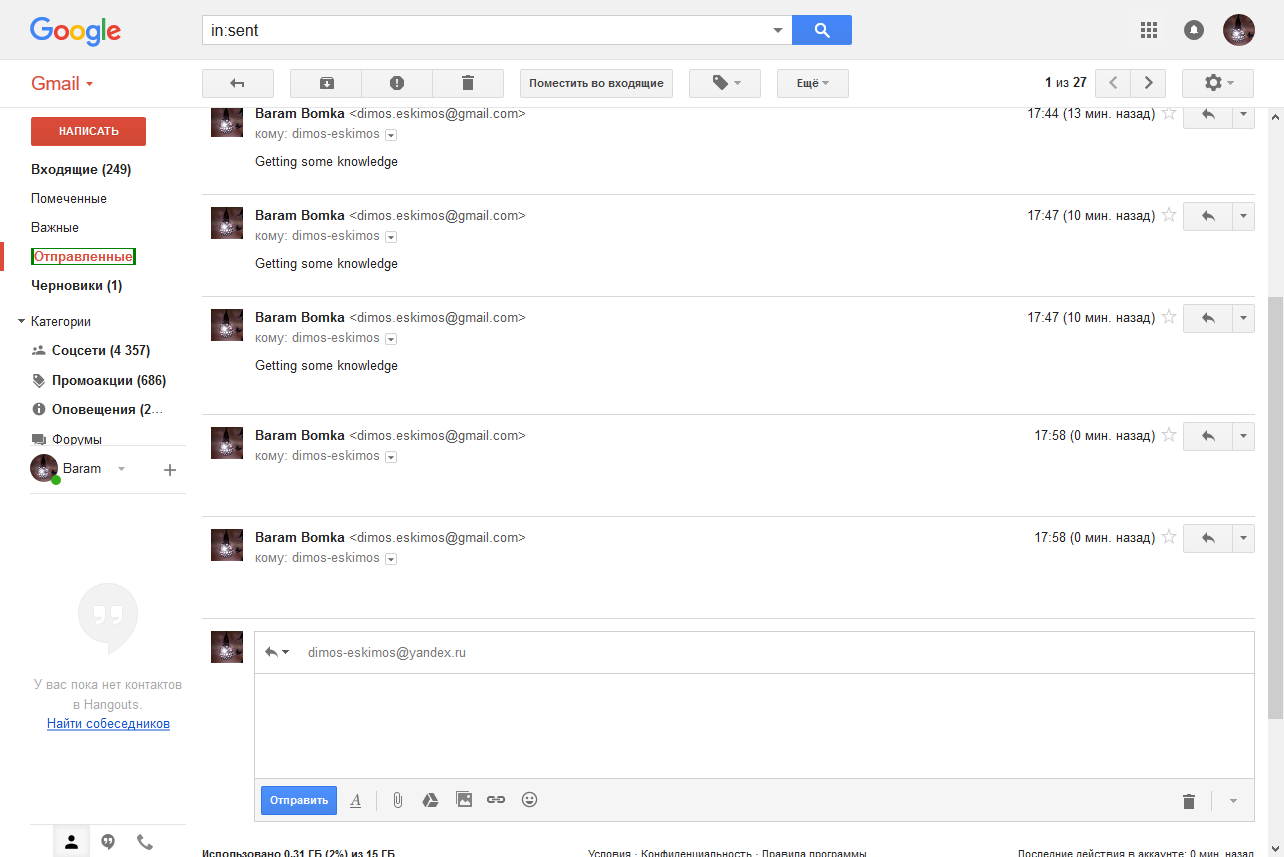 Google
in:sent
Gmail
Поместить во входящие
Ещё
1 из 27
НАПИСАТЬ
Входящие (249)
Помеченные
Важные
Отправленные
Черновики (1)
Категории
Соцсети (4 357)
Промоакции (686)
Оповещения (2…
Форумы
Baram
У вас пока нет контактов
в Hangouts.
Найти собеседников
Baram Bomka <dimos.eskimos@gmail.com> 17:44 (13 мин. назад)
кому: dimos-eskimos
Getting some knowledge
Baram Bomka <dimos.eskimos@gmail.com> 17:47 (10 мин. назад)
кому: dimos-eskimos
Getting some knowledge
Baram Bomka <dimos.eskimos@gmail.com> 17:47 (10 мин. назад)
кому: dimos-eskimos
Getting some knowledge
Baram Bomka <dimos.eskimos@gmail.com> 17:58 (0 мин. назад)
кому: dimos-eskimos
Baram Bomka <dimos.eskimos@gmail.com> 17:58 (0 мин. назад)
кому: dimos-eskimos
dimos-eskimos@yandex.ru
Отправить A
Использовано 0,31 ГБ (2%) из 15 ГБ
Условия - Конфиденциальность - Правила программы
Последние действия в аккаунте: 0 мин. назад